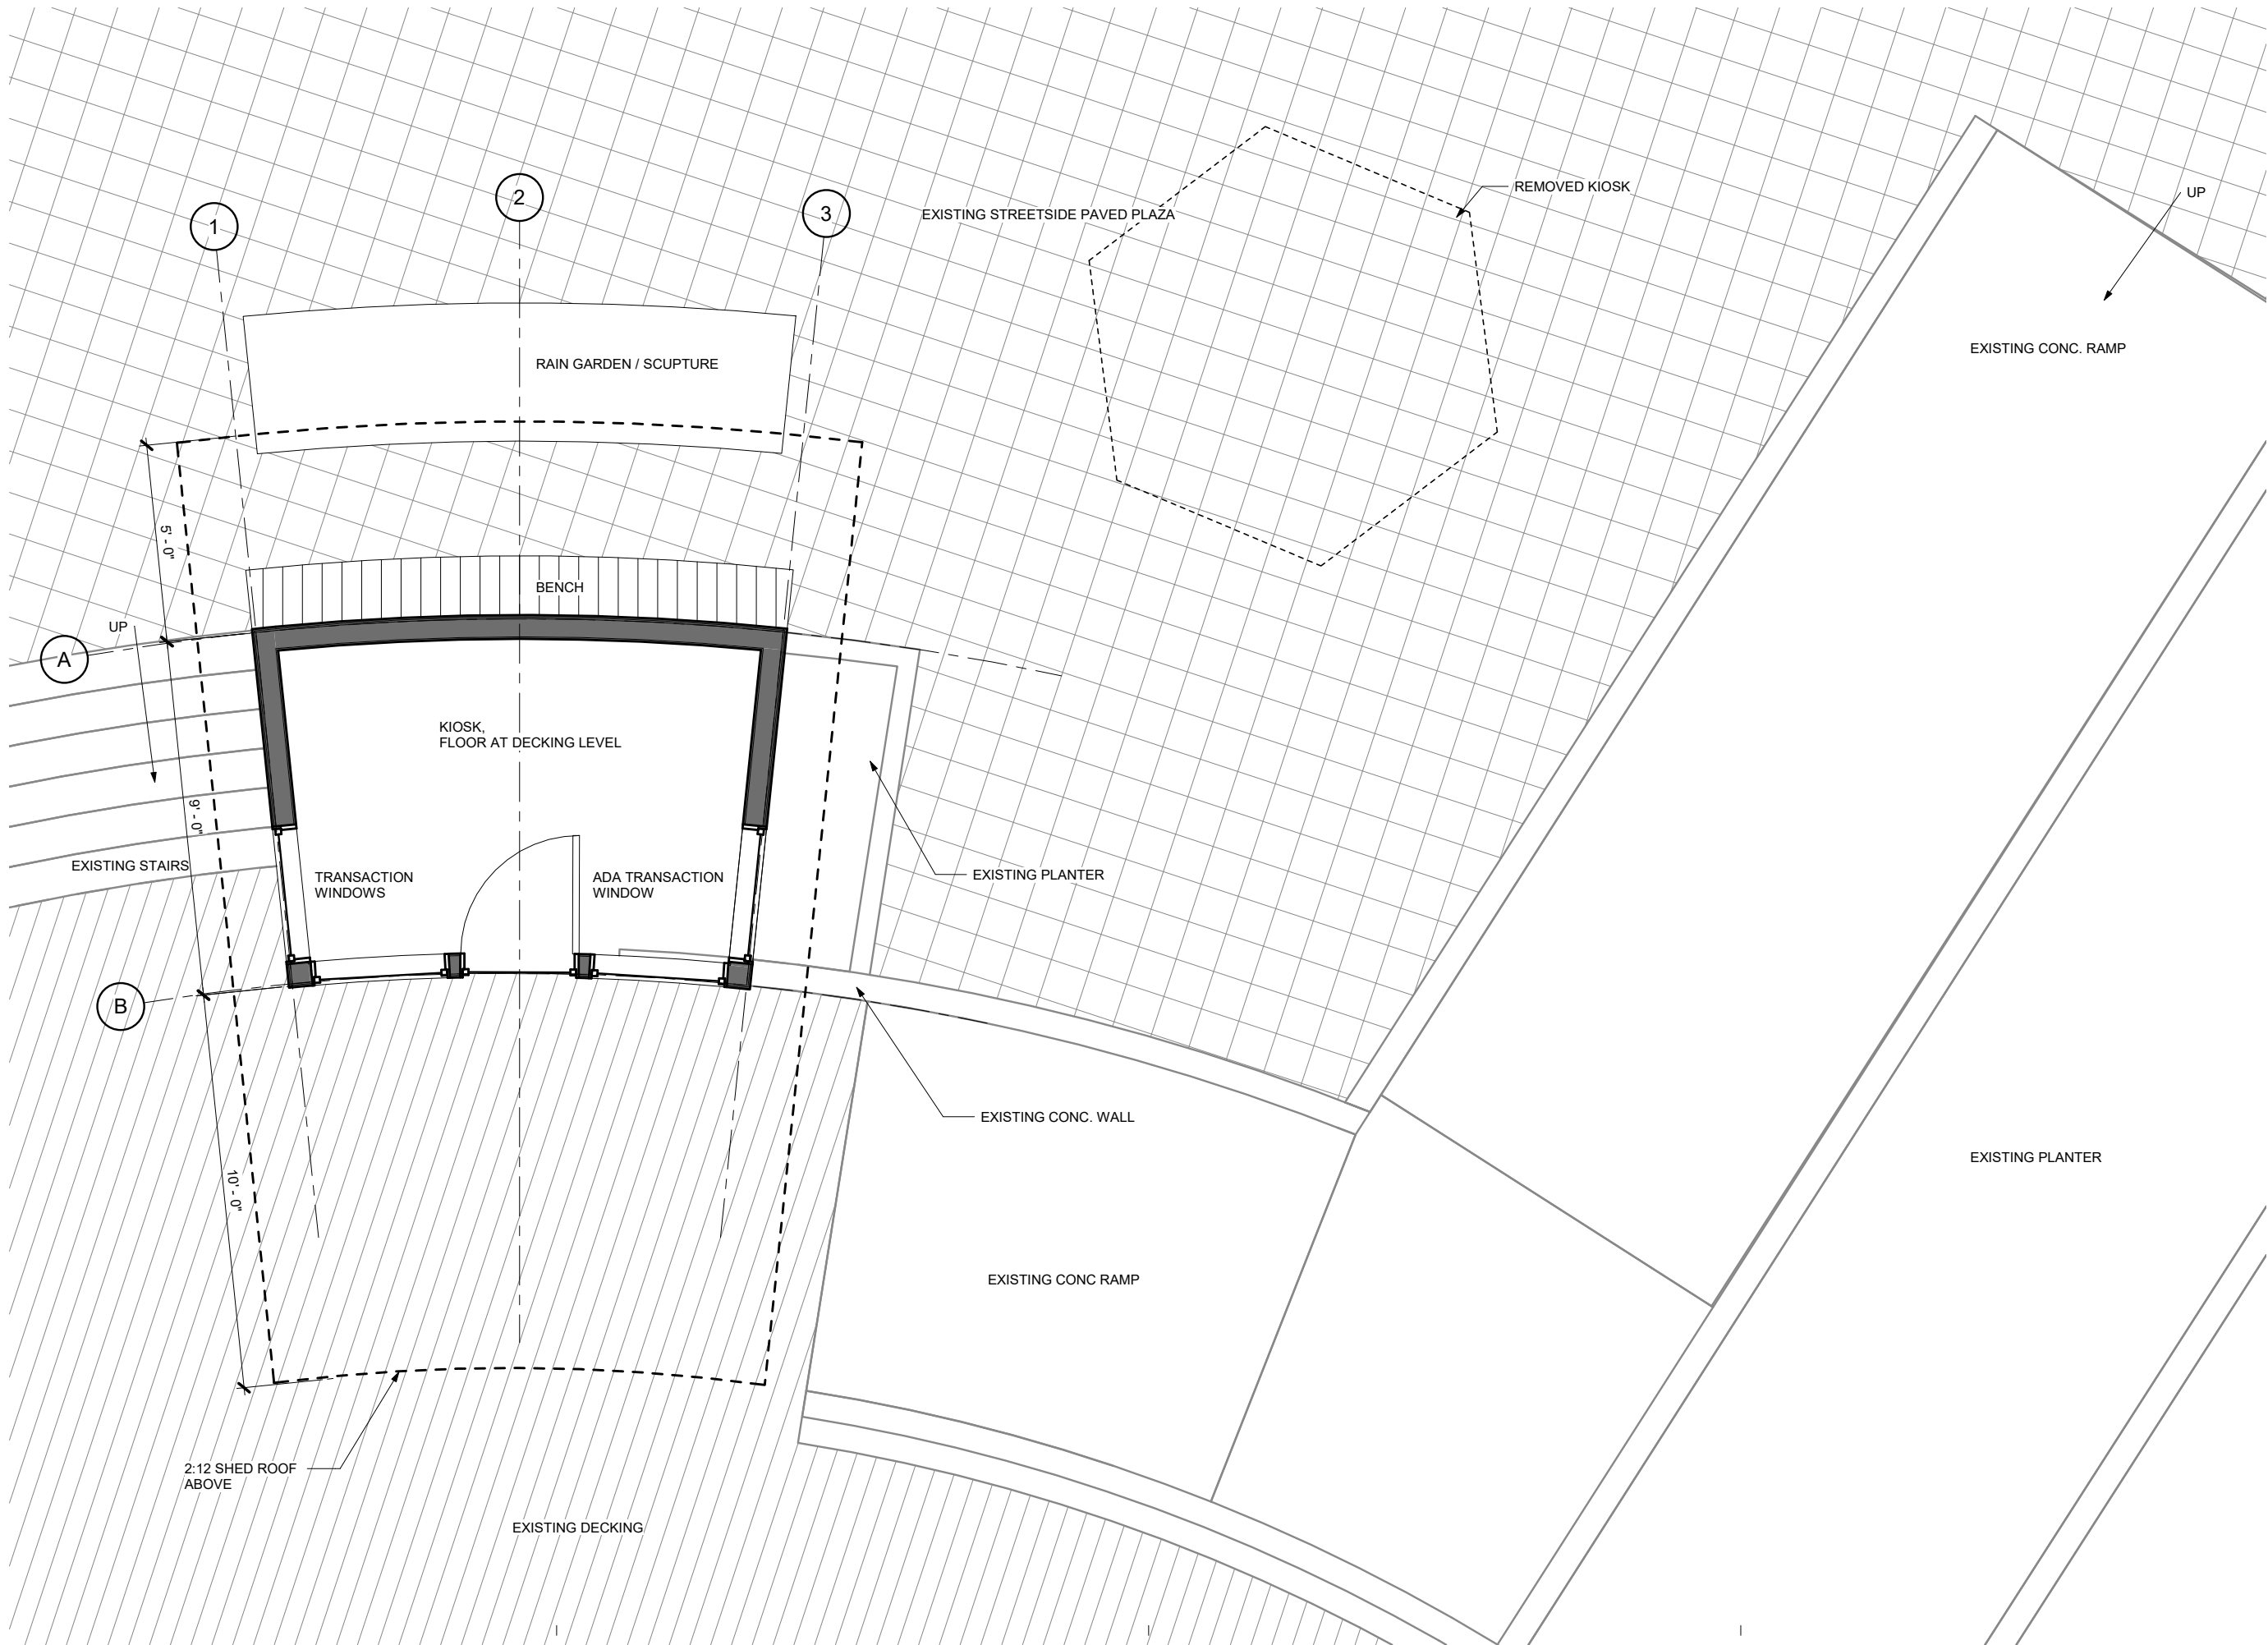 2
1
3
REMOVED KIOSK
UP
EXISTING STREETSIDE PAVED PLAZA
EXISTING CONC. RAMP
RAIN GARDEN / SCUPTURE
5' - 0"
BENCH
UP
A
KIOSK,
FLOOR AT DECKING LEVEL
9' - 0"
EXISTING STAIRS
TRANSACTION
WINDOWS
ADA TRANSACTION
WINDOW
EXISTING PLANTER
B
EXISTING CONC. WALL
EXISTING PLANTER
10' - 0"
EXISTING CONC RAMP
2:12 SHED ROOF
ABOVE
EXISTING DECKING